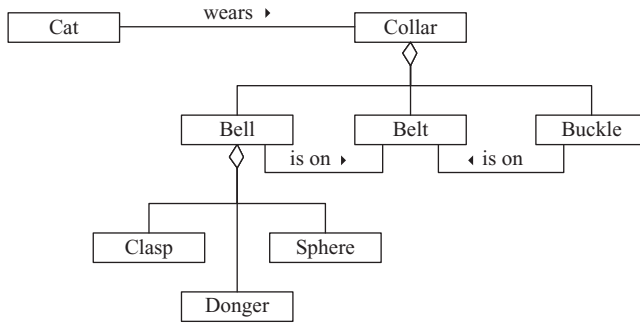 wears ▸
Cat
Collar
Bell
Belt
Buckle
is on ▸
◂ is on
Clasp
Sphere
Donger